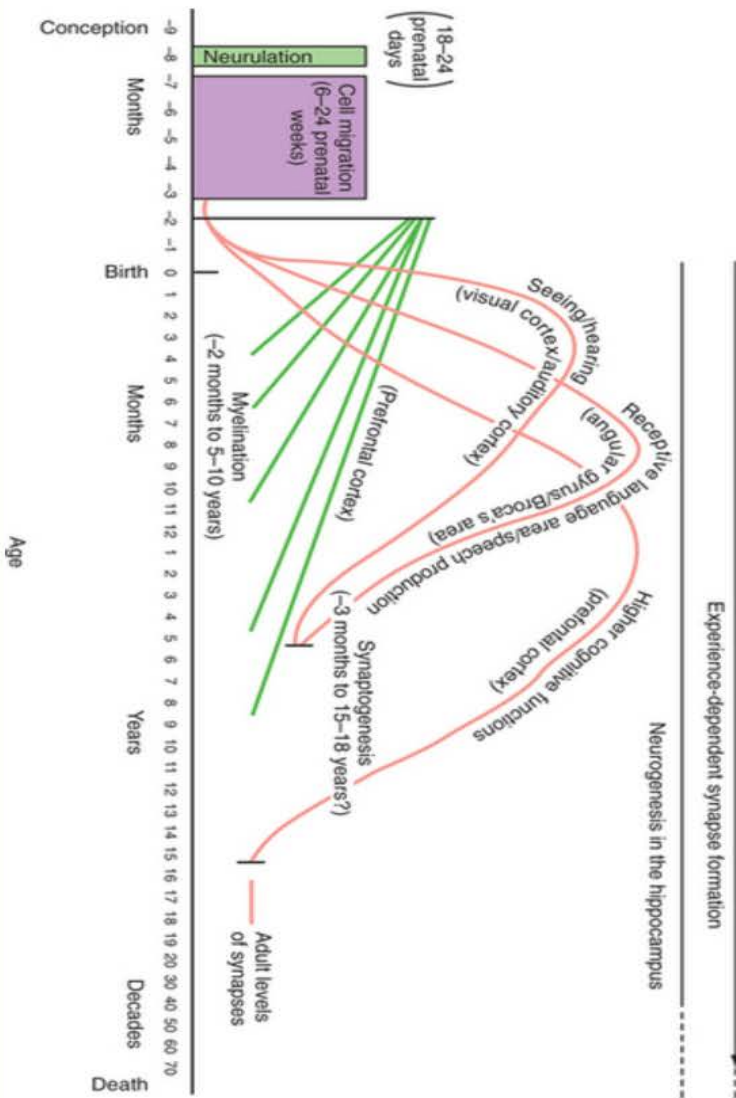 Experience-dependent synapse formation
Neurogenesis in the hippocampus
Seeing/hearing
(visual cortex/auditory cortex)
Receptive language area/speech production
(angular gyrus/Broca's area)
Higher cognitive functions
(prefontal cortex)
(18–24
prenatal
days)
Neurulation
Cell migration
(6–24 prenatal
weeks)
(Prefrontal cortex)
Myelination
(–2 months to 5–10 years)
Synaptogenesis
(–3 months to 15–18 years?)
Adult levels
of synapses
-9 -8 -7 -6 -5 -4 -3 -2 -1 0 1 2 3 4 5 6 7 8 9 10 11 12 1 2 3 4 5 6 7 8 9 10 11 12 13 14 15 16 17 18 19 20 30 40 50 60 70
Conception Months Birth Months Years Decades Death
Age